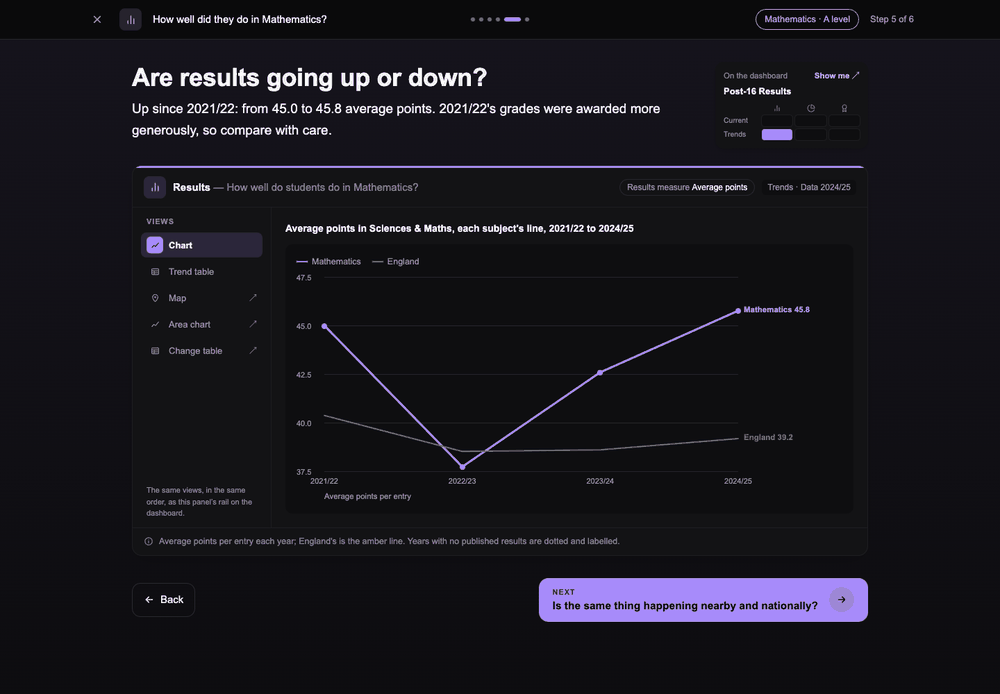 How well did they do in Mathematics?
Mathematics · A level
Step 5 of 6
Are results going up or down?
Up since 2021/22: from 45.0 to 45.8 average points. 2021/22's grades were awarded more
generously, so compare with care.
On the dashboard
Show me
Post-16 Results
Current
Trends
Results — How well do students do in Mathematics?
Results measure Average points
Trends · Data 2024/25
VIEWS
Chart
Trend table
Map
Area chart
Change table
The same views, in the same
order, as this panel's rail on the
dashboard.
Average points in Sciences & Maths, each subject's line, 2021/22 to 2024/25
Mathematics
England
47.5
45.0
42.5
40.0
37.5
Mathematics 45.8
England 39.2
2021/22
2022/23
2023/24
2024/25
Average points per entry
Average points per entry each year; England's is the amber line. Years with no published results are dotted and labelled.
Back
NEXT
Is the same thing happening nearby and nationally?